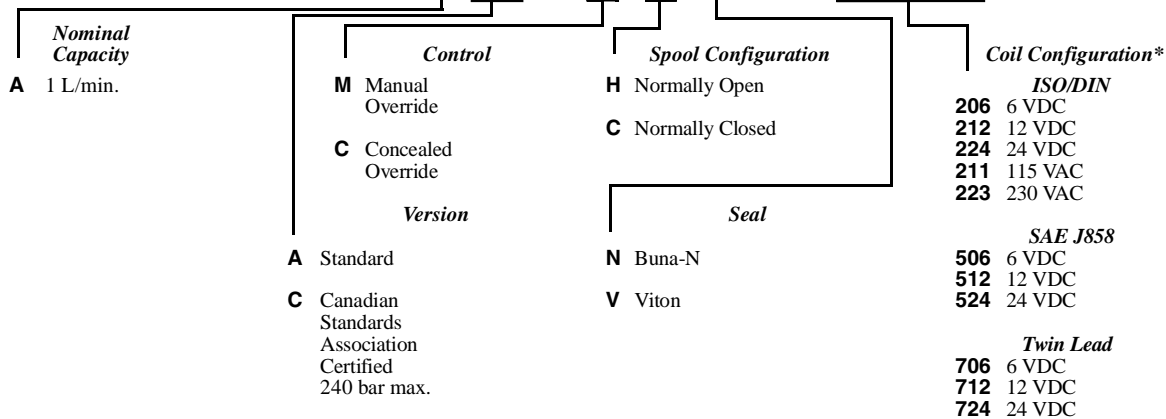 Nominal
Capacity
A 1 L/min.
Control
M Manual
Override
C Concealed
Override
Version
A Standard
C Canadian
Standards
Association
Certified
240 bar max.
Spool Configuration
H Normally Open
C Normally Closed
Seal
N Buna-N
V Viton
Coil Configuration*
ISO/DIN
206 6 VDC
212 12 VDC
224 24 VDC
211 115 VAC
223 230 VAC
SAE J858
506 6 VDC
512 12 VDC
524 24 VDC
Twin Lead
706 6 VDC
712 12 VDC
724 24 VDC